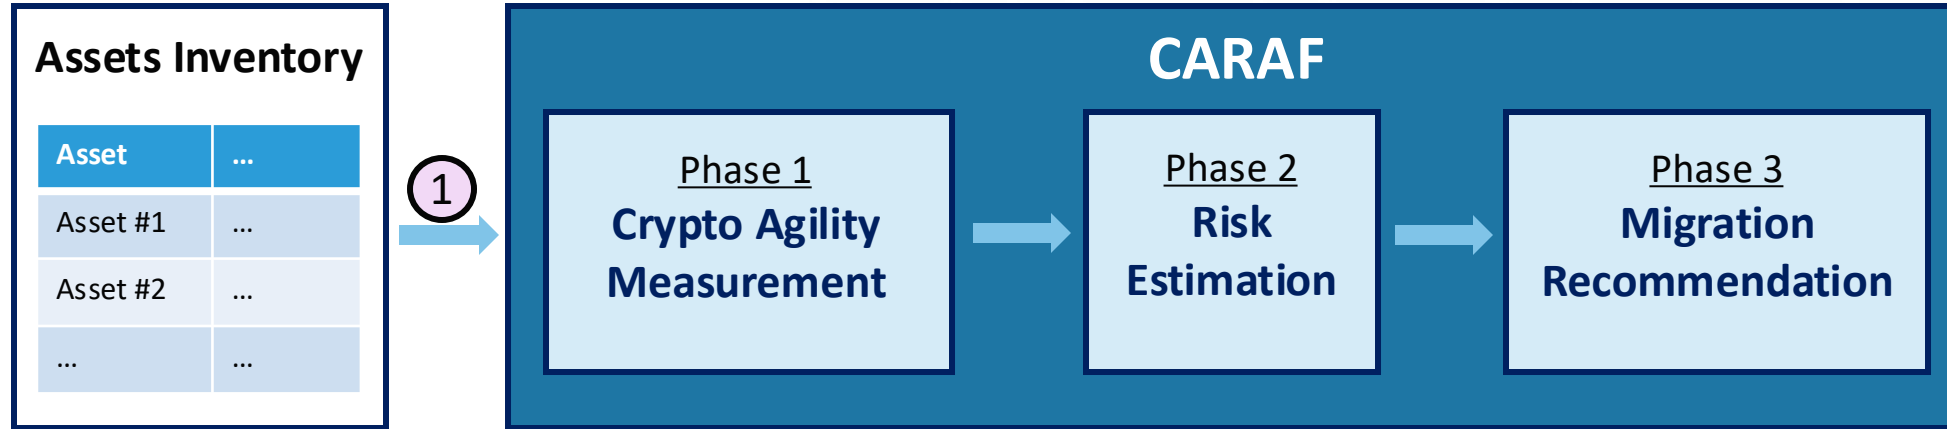 Assets Inventory
Asset ...
Asset #1 ...
Asset #2 ...
... ...
1
CARAF
Phase 1
Crypto Agility
Measurement
Phase 2
Risk
Estimation
Phase 3
Migration
Recommendation